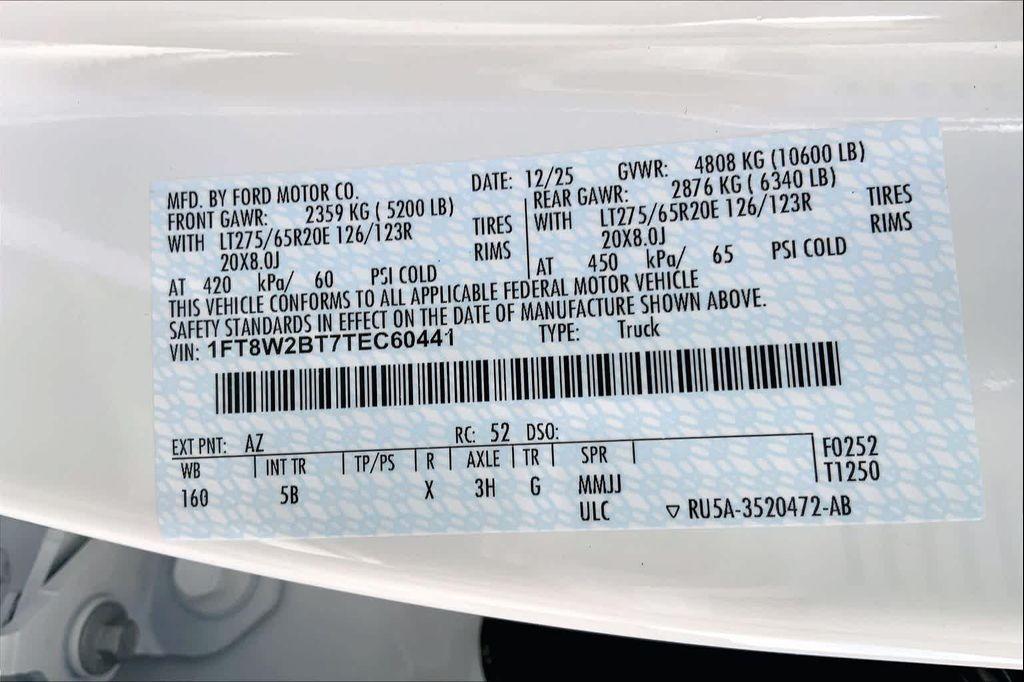 MFD. BY FORD MOTOR CO. DATE: 12/25 GVWR: 4808 KG (10600 LB)
FRONT GAWR: 2359 KG ( 5200 LB) REAR GAWR: 2876 KG ( 6340 LB)
WITH LT275/65R20E 126/123R TIRES WITH LT275/65R20E 126/123R TIRES
20X8.0J RIMS 20X8.0J RIMS
AT 420 kPa/ 60 PSI COLD AT 450 kPa/ 65 PSI COLD
THIS VEHICLE CONFORMS TO ALL APPLICABLE FEDERAL MOTOR VEHICLE
SAFETY STANDARDS IN EFFECT ON THE DATE OF MANUFACTURE SHOWN ABOVE.
VIN: 1FT8W2BT7TEC60441 TYPE: Truck
EXT PNT: AZ RC: 52 DSO:
WB INT TR TP/PS R AXLE TR SPR F0252
160 5B X 3H G MMJJ T1250
ULC ▽ RU5A-3520472-AB